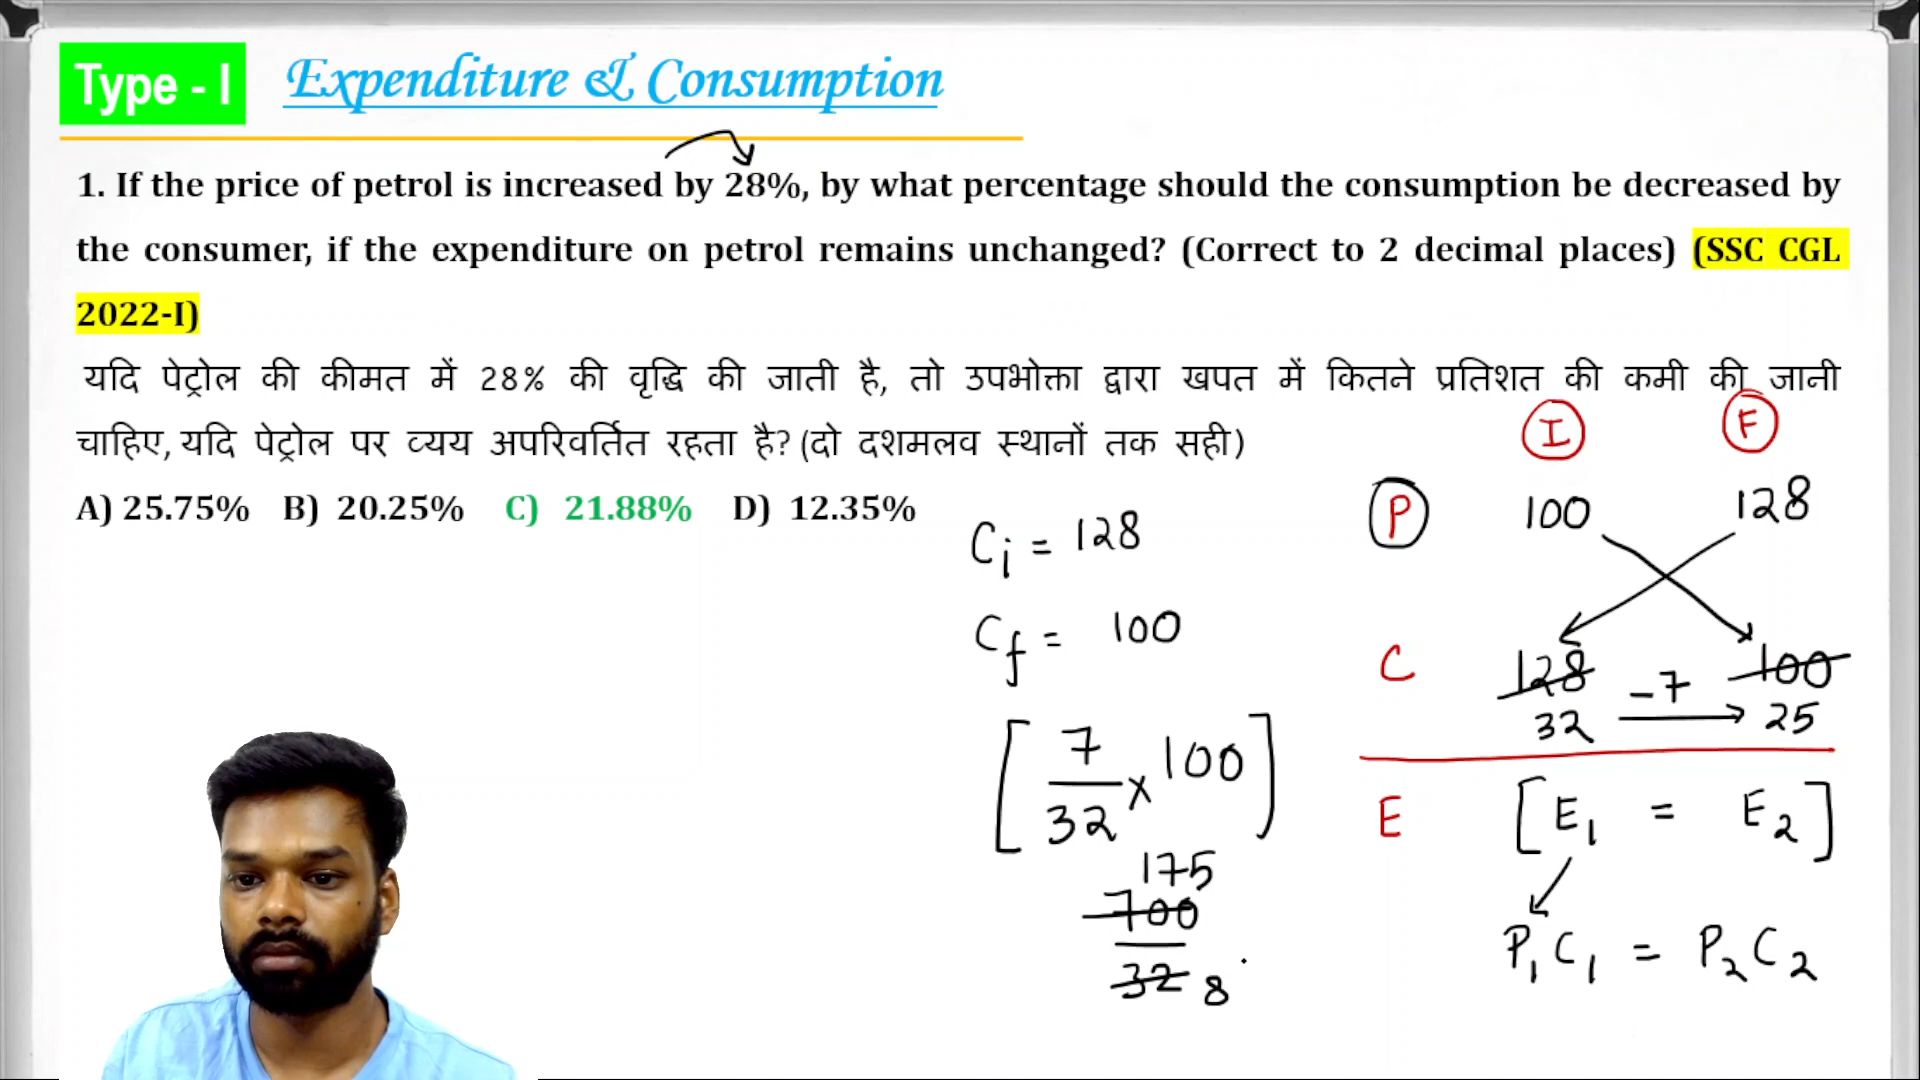 Type - I Expenditure & Consumption
1. If the price of petrol is increased by 28%, by what percentage should the consumption be decreased by
the consumer, if the expenditure on petrol remains unchanged? (Correct to 2 decimal places) (SSC CGL
2022-I)
यदि पेट्रोल की कीमत में 28% की वृद्धि की जाती है, तो उपभोक्ता द्वारा खपत में कितने प्रतिशत की कमी की जानी
चाहिए, यदि पेट्रोल पर व्यय अपरिवर्तित रहता है? (दो दशमलव स्थानों तक सही)
A) 25.75% B) 20.25% C) 21.88% D) 12.35%
Ci = 128
Cf = 100
[7/32 × 100]
175
700
32 8
I F
P 100 128
C 128 -7 100
32 25
E [E1 = E2]
P1C1 = P2C2